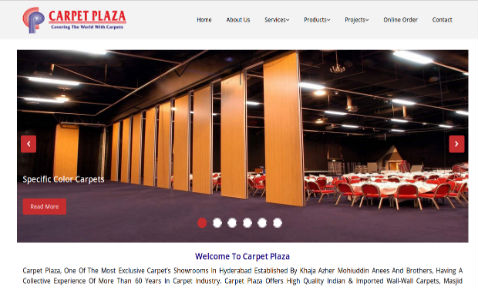 CARPET PLAZA
Covering The World With Carpets
Home About Us Services Products Projects Online Order Contact
Specific Color Carpets
Read More
Welcome To Carpet Plaza
Carpet Plaza, One Of The Most Exclusive Carpet's Showrooms In Hyderabad Established By Khaja Azher Mohiuddin Anees And Brothers, Having A
Collective Experience Of More Than 60 Years In Carpet Industry. Carpet Plaza Offers High Quality Indian & Imported Wall-Wall Carpets, Masjid